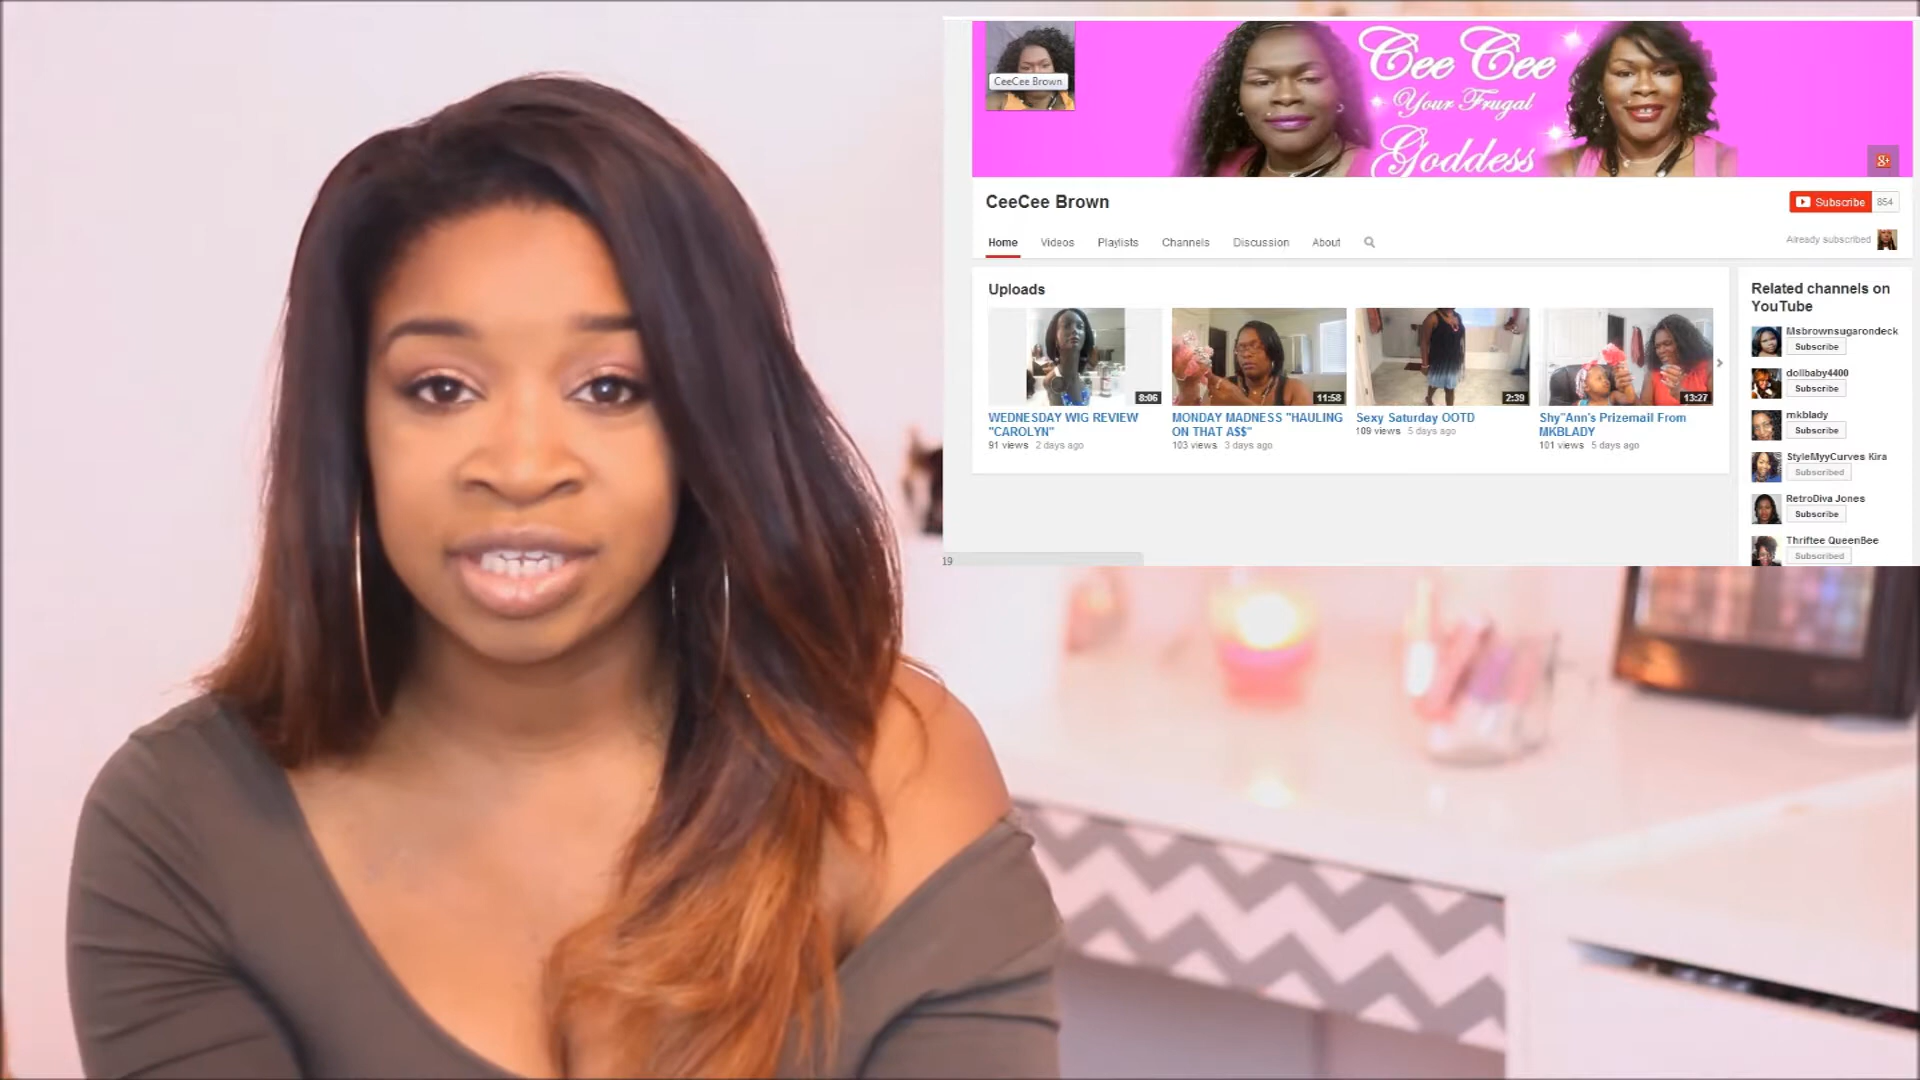 CeeCee Brown
Cee Cee
Your Frugal
Goddess
8+
CeeCee Brown
Subscribe 854
Home Videos Playlists Channels Discussion About
Already subscribed
Uploads
8:06
11:58
2:39
13:27
WEDNESDAY WIG REVIEW
"CAROLYN"
91 views 2 days ago
MONDAY MADNESS "HAULING
ON THAT A$$"
103 views 3 days ago
Sexy Saturday OOTD
109 views 5 days ago
Shy"Ann's Prizemail From
MKBLADY
101 views 5 days ago
Related channels on
YouTube
Msbrownsugarondeck
Subscribe
dollbaby4400
Subscribe
mkblady
Subscribe
StyleMyyCurves Kira
Subscribed
RetroDiva Jones
Subscribe
Thriftee QueenBee
Subscribed
19